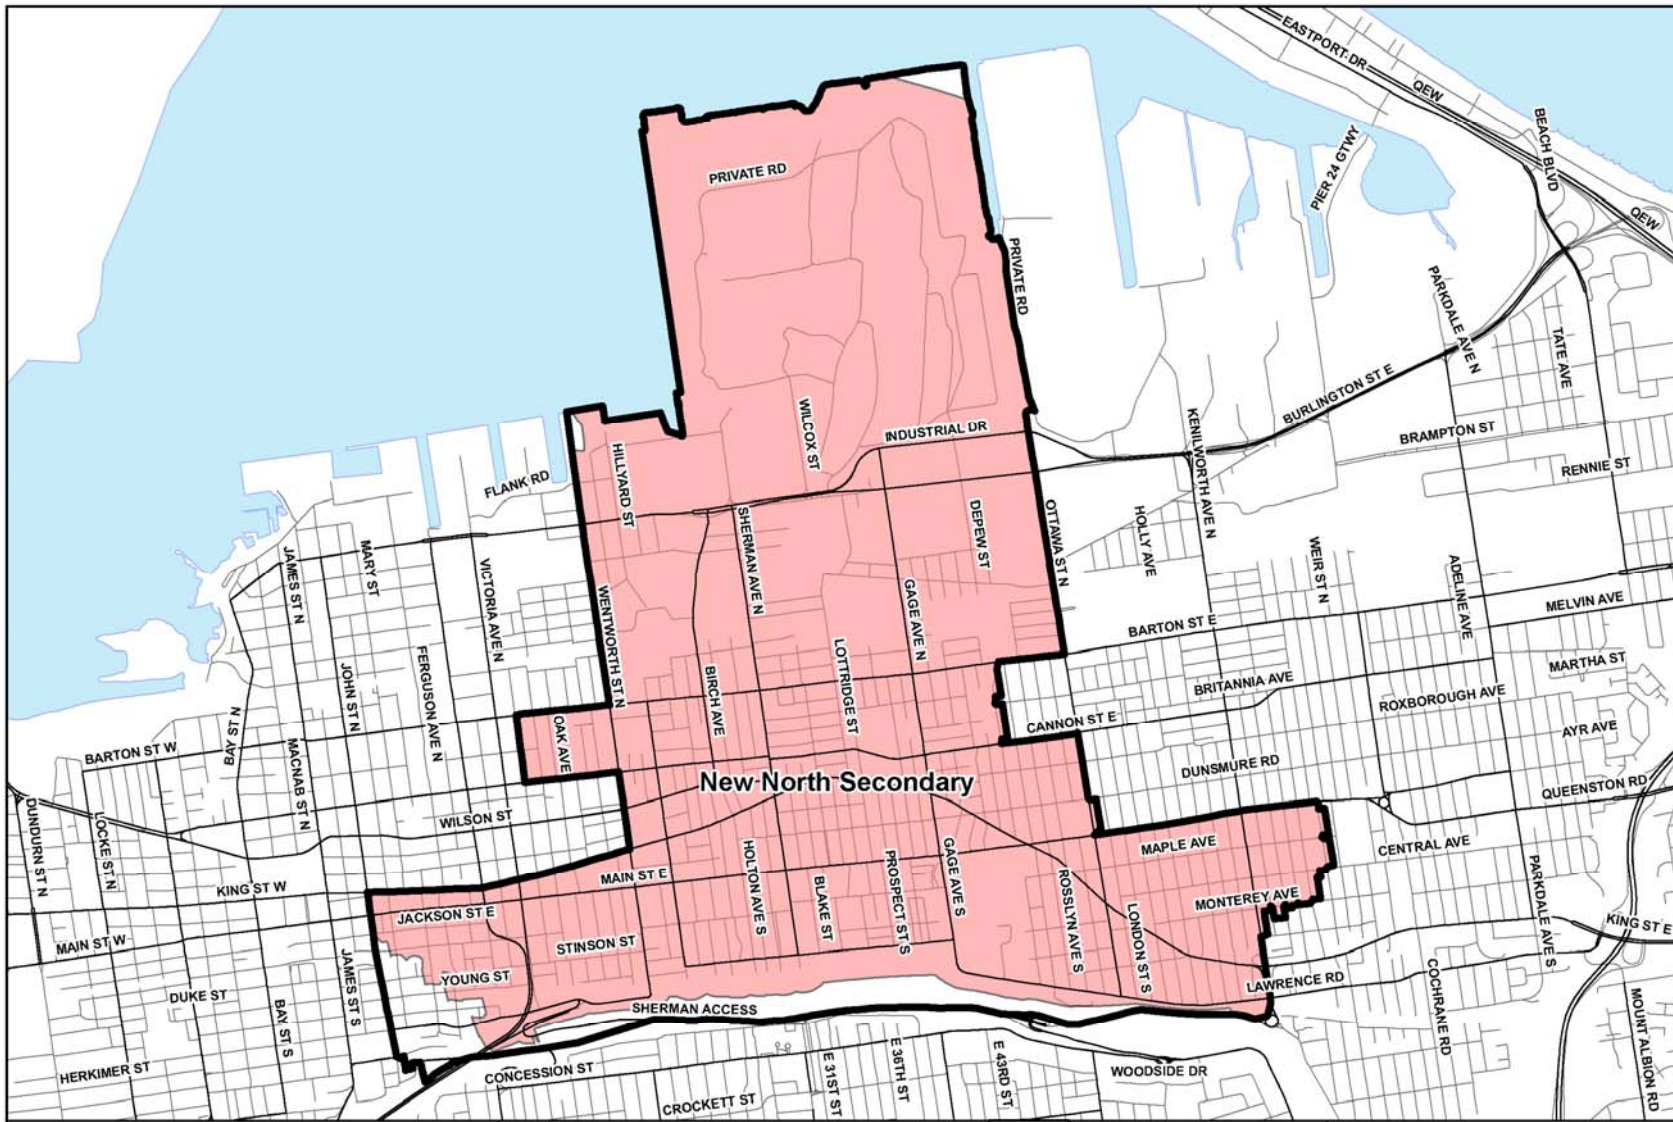 EASTPORT DR
QEW
BEACH BLVD
PIER 24 GTWY
QEW
PRIVATE RD
PRIVATE RD
PARKDALE AVE N
TATE AVE
BURLINGTON ST E
WILCOX ST
INDUSTRIAL DR
KENILWORTH AVE N
BRAMPTON ST
RENNIE ST
HILLYARD ST
FLANK RD
SHERMAN AVE N
DEPEW ST
OTTAWA ST N
HOLLY AVE
WEIR ST N
ADELINE AVE
JAMES ST N
MARY ST
VICTORIA AVE N
WENTWORTH ST N
GAGE AVE N
BARTON ST E
MELVIN AVE
FERGUSON AVE N
JOHN ST N
BIRCH AVE
LOTTRIDGE ST
BRITANNIA AVE
MARTHA ST
ROXBOROUGH AVE
BAY ST N
MACNAB ST N
BARTON ST W
OAK AVE
CANNON ST E
AYR AVE
DUNSMURE RD
QUEENSTON RD
New North Secondary
DUNDURN ST N
LOCKE ST N
WILSON ST
MAPLE AVE
CENTRAL AVE
KING ST W
MAIN ST E
HOLTON AVE S
BLAKE ST
PROSPECT ST S
GAGE AVE S
ROSSLYN AVE S
LONDON ST S
MONTEREY AVE
PARKDALE AVE S
KING ST E
JACKSON ST E
MAIN ST W
STINSON ST
JAMES ST S
YOUNG ST
DUKE ST
BAY ST S
LAWRENCE RD
COCHRANE RD
MOUNT ALBION RD
SHERMAN ACCESS
HERKIMER ST
CONCESSION ST
E 31ST ST
E 36TH ST
E 43RD ST
WOODSIDE DR
CROCKETT ST